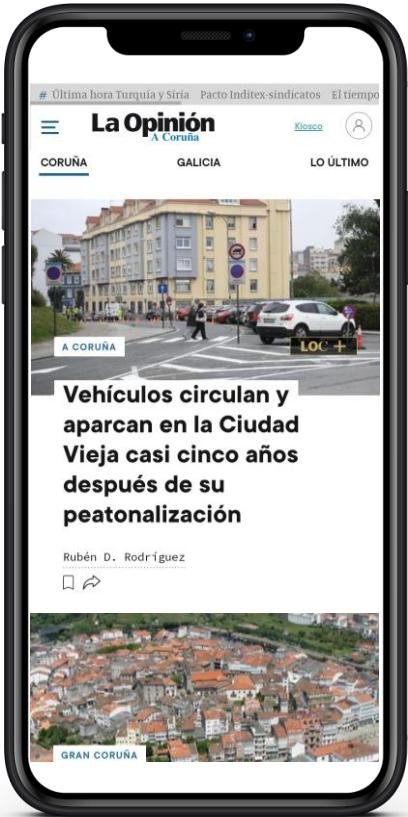 # Última hora Turquía y Siria Pacto Inditex-sindicatos El tiempo
La Opinión
A Coruña
Kiosco
CORUÑA GALICIA LO ÚLTIMO
A CORUÑA
LOC +
Vehículos circulan y
aparcan en la Ciudad
Vieja casi cinco años
después de su
peatonalización
Rubén D. Rodríguez
GRAN CORUÑA